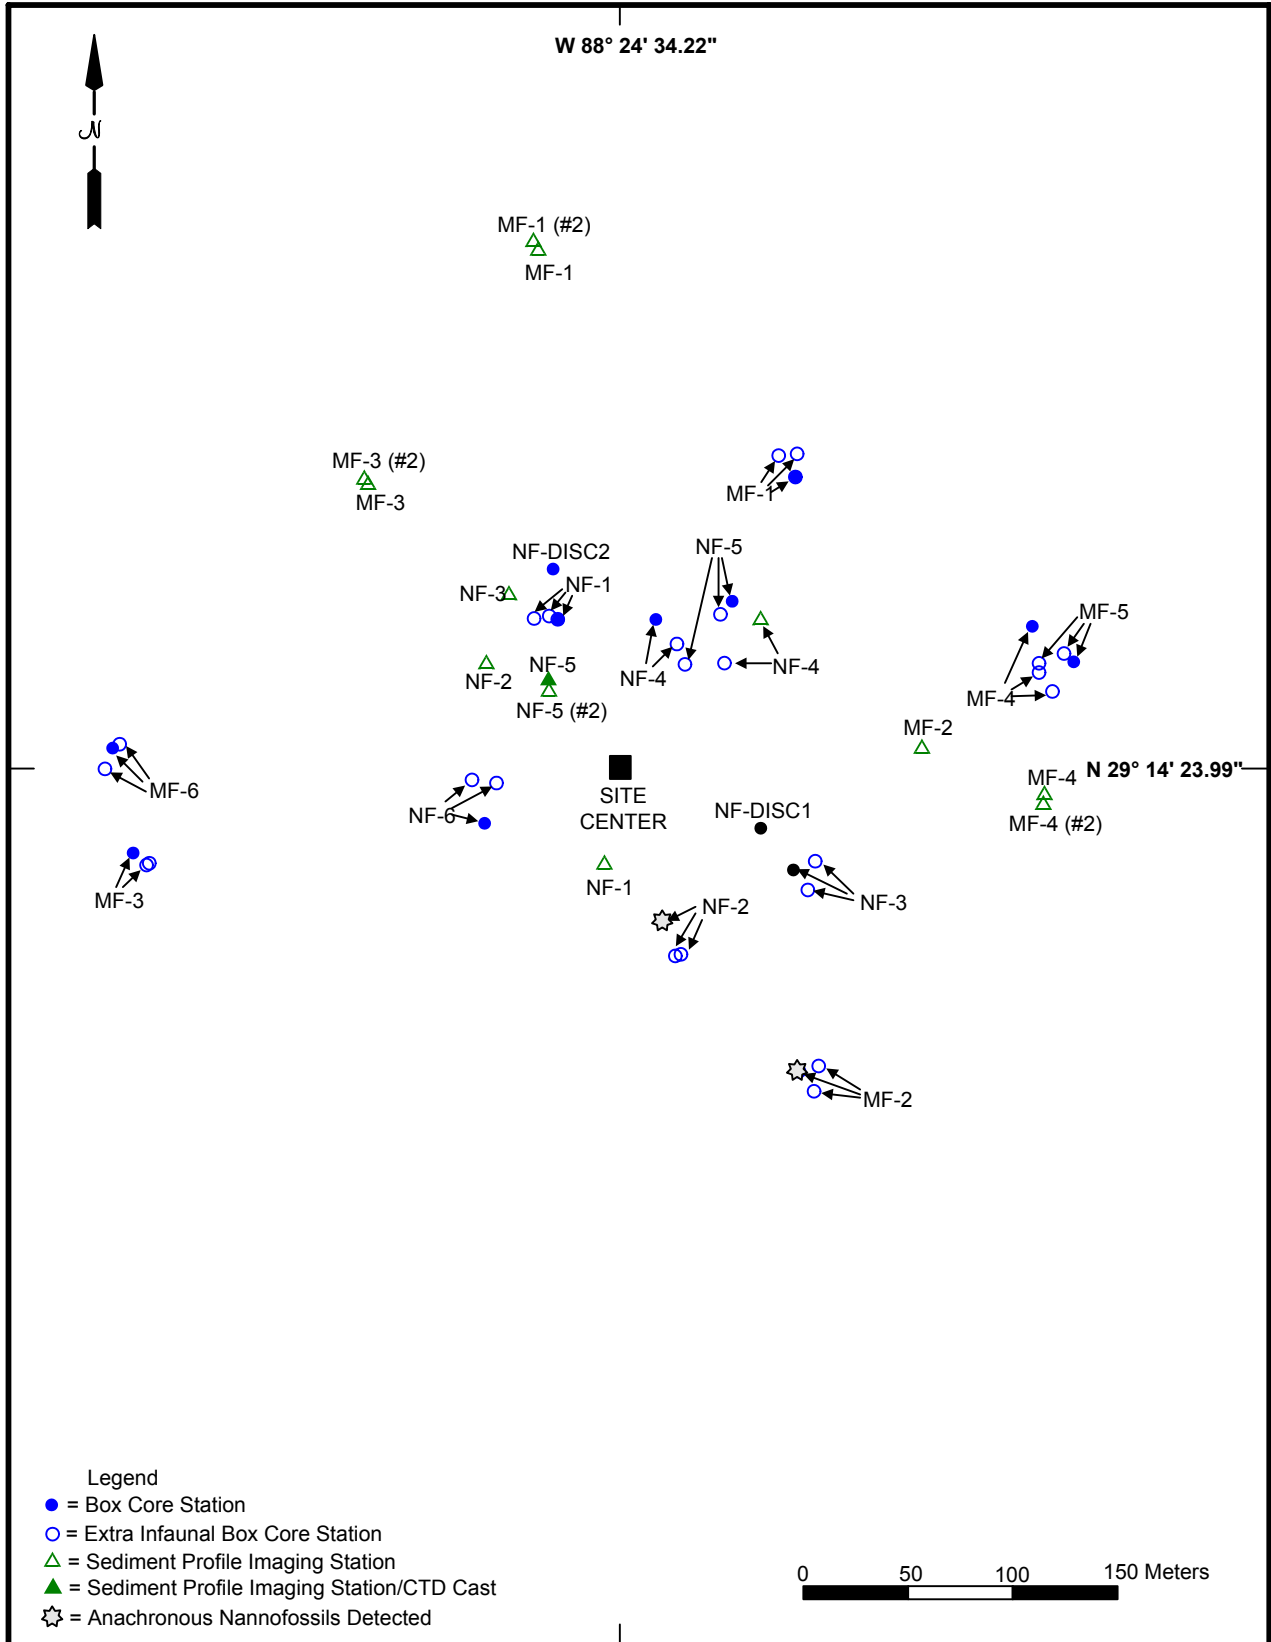 W 88° 24' 34.22"
N
MF-1 (#2)
MF-1
MF-3 (#2)
MF-3
MF-1
NF-5
NF-DISC2
NF-1
NF-3
MF-5
NF-2
NF-5
NF-5 (#2)
NF-4
NF-4
MF-4
MF-2
N 29° 14' 23.99"
MF-4
MF-4 (#2)
MF-6
NF-6
SITE
CENTER
NF-DISC1
MF-3
NF-1
NF-2
NF-3
MF-2
Legend
= Box Core Station
= Extra Infaunal Box Core Station
= Sediment Profile Imaging Station
= Sediment Profile Imaging Station/CTD Cast
= Anachronous Nannofossils Detected
0 50 100 150 Meters